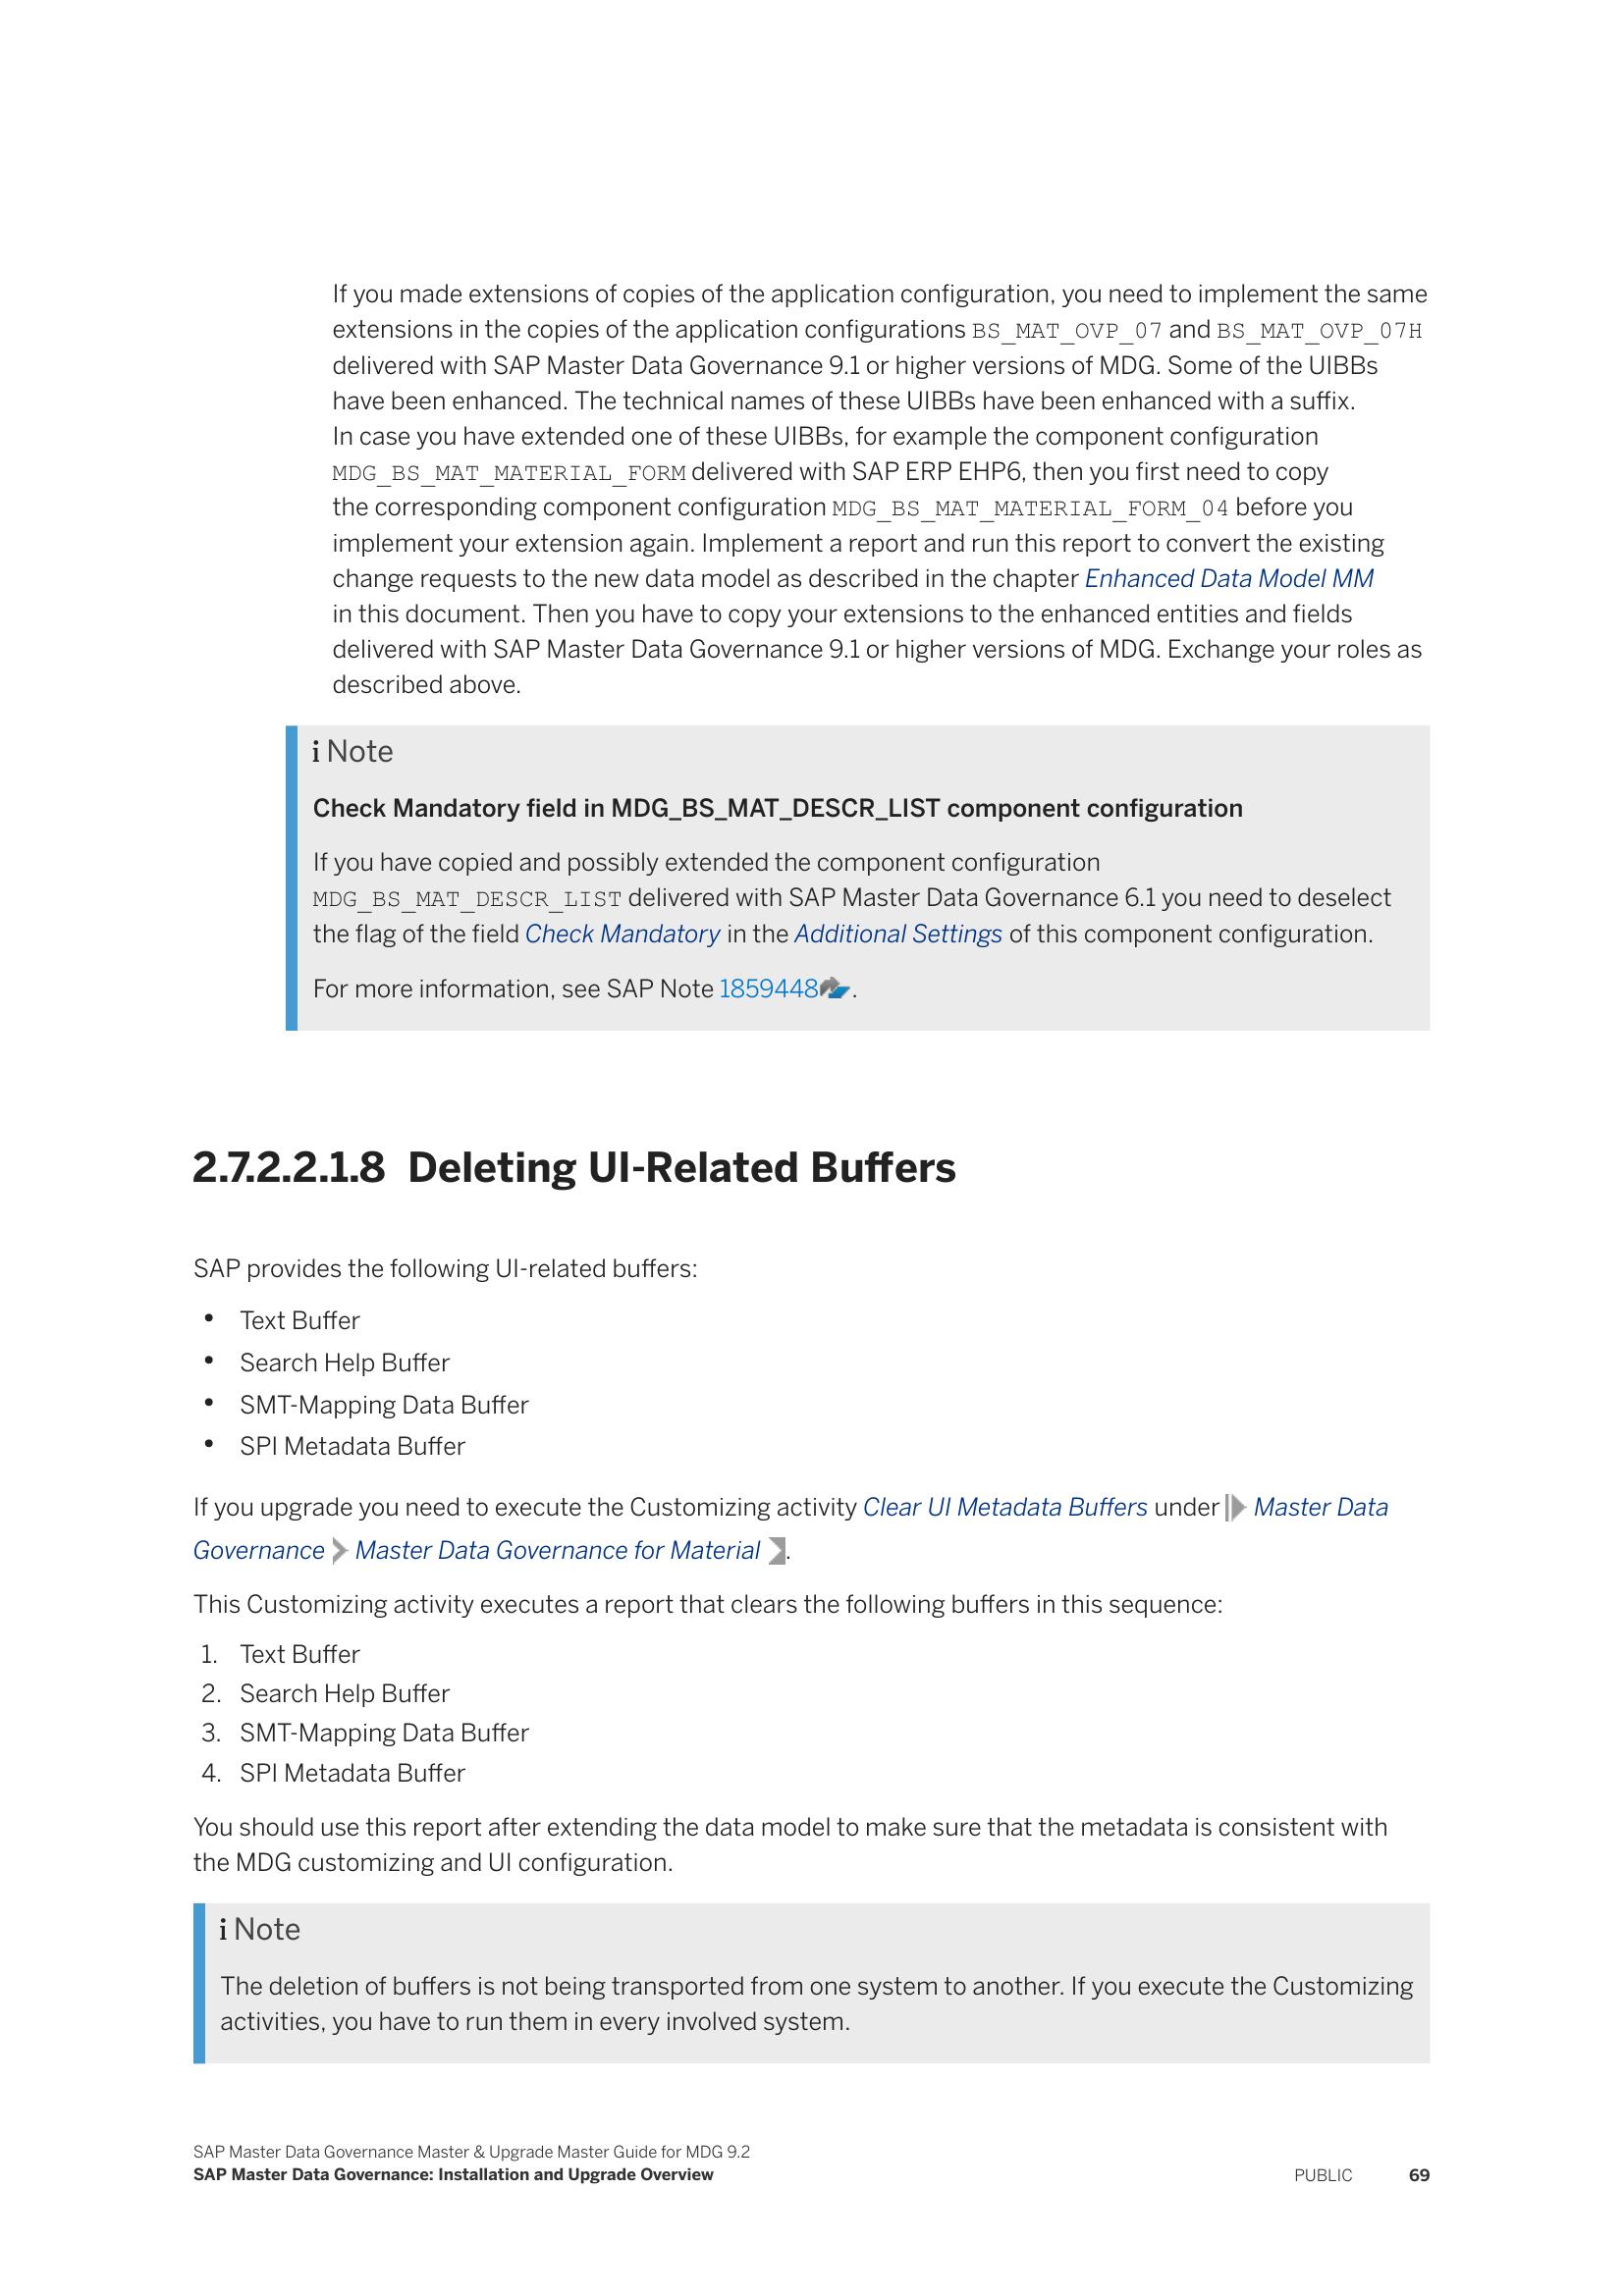 If you made extensions of copies of the application configuration, you need to implement the same
extensions in the copies of the application configurations BS_MAT_OVP_07 and BS_MAT_OVP_07H
delivered with SAP Master Data Governance 9.1 or higher versions of MDG. Some of the UIBBs
have been enhanced. The technical names of these UIBBs have been enhanced with a suffix.
In case you have extended one of these UIBBs, for example the component configuration
MDG_BS_MAT_MATERIAL_FORM delivered with SAP ERP EHP6, then you first need to copy
the corresponding component configuration MDG_BS_MAT_MATERIAL_FORM_04 before you
implement your extension again. Implement a report and run this report to convert the existing
change requests to the new data model as described in the chapter Enhanced Data Model MM
in this document. Then you have to copy your extensions to the enhanced entities and fields
delivered with SAP Master Data Governance 9.1 or higher versions of MDG. Exchange your roles as
described above.
i Note
Check Mandatory field in MDG_BS_MAT_DESCR_LIST component configuration
If you have copied and possibly extended the component configuration
MDG_BS_MAT_DESCR_LIST delivered with SAP Master Data Governance 6.1 you need to deselect
the flag of the field Check Mandatory in the Additional Settings of this component configuration.
For more information, see SAP Note 1859448.
2.7.2.2.1.8 Deleting UI-Related Buffers
SAP provides the following UI-related buffers:
• Text Buffer
• Search Help Buffer
• SMT-Mapping Data Buffer
• SPI Metadata Buffer
If you upgrade you need to execute the Customizing activity Clear UI Metadata Buffers under Master Data
Governance Master Data Governance for Material .
This Customizing activity executes a report that clears the following buffers in this sequence:
1. Text Buffer
2. Search Help Buffer
3. SMT-Mapping Data Buffer
4. SPI Metadata Buffer
You should use this report after extending the data model to make sure that the metadata is consistent with
the MDG customizing and UI configuration.
i Note
The deletion of buffers is not being transported from one system to another. If you execute the Customizing
activities, you have to run them in every involved system.
SAP Master Data Governance Master & Upgrade Master Guide for MDG 9.2
SAP Master Data Governance: Installation and Upgrade Overview
PUBLIC 69